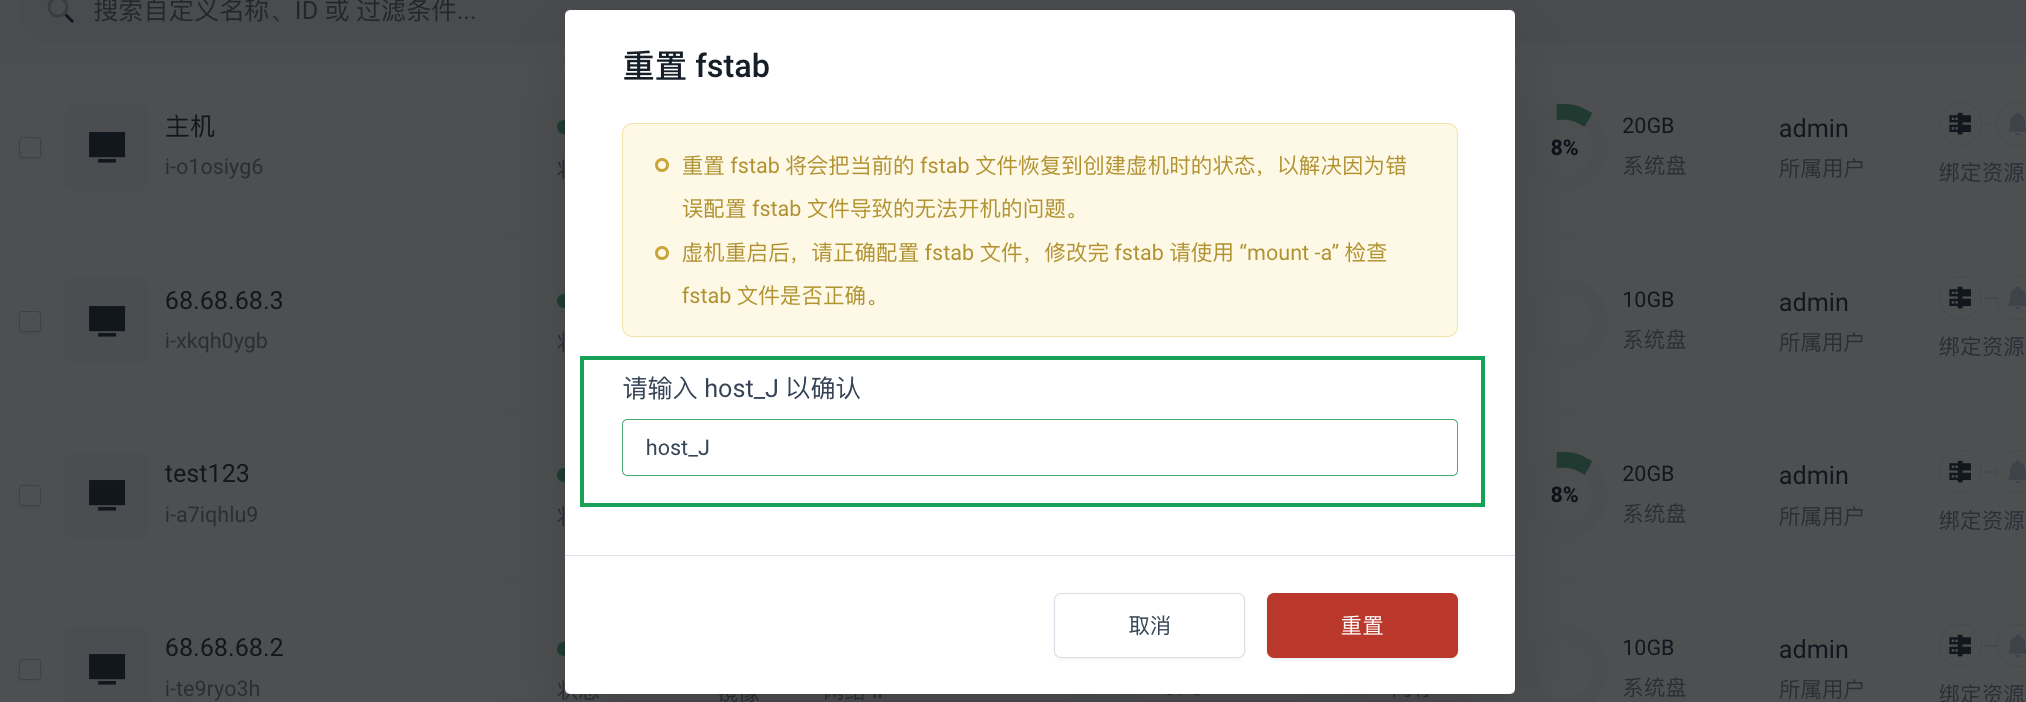 搜索自定义名称、ID 或 过滤条件...
重置 fstab
重置 fstab 将会把当前的 fstab 文件恢复到创建虚机时的状态，以解决因为错
误配置 fstab 文件导致的无法开机的问题。
虚机重启后，请正确配置 fstab 文件，修改完 fstab 请使用 “mount -a” 检查
fstab 文件是否正确。
请输入 host_J 以确认
host_J
取消
重置
主机
i-o1osiyg6
8%
20GB
系统盘
admin
所属用户
绑定资源
68.68.68.3
i-xkqh0ygb
10GB
系统盘
admin
所属用户
绑定资源
test123
i-a7iqhlu9
8%
20GB
系统盘
admin
所属用户
绑定资源
68.68.68.2
i-te9ryo3h
10GB
系统盘
admin
所属用户
绑定资源